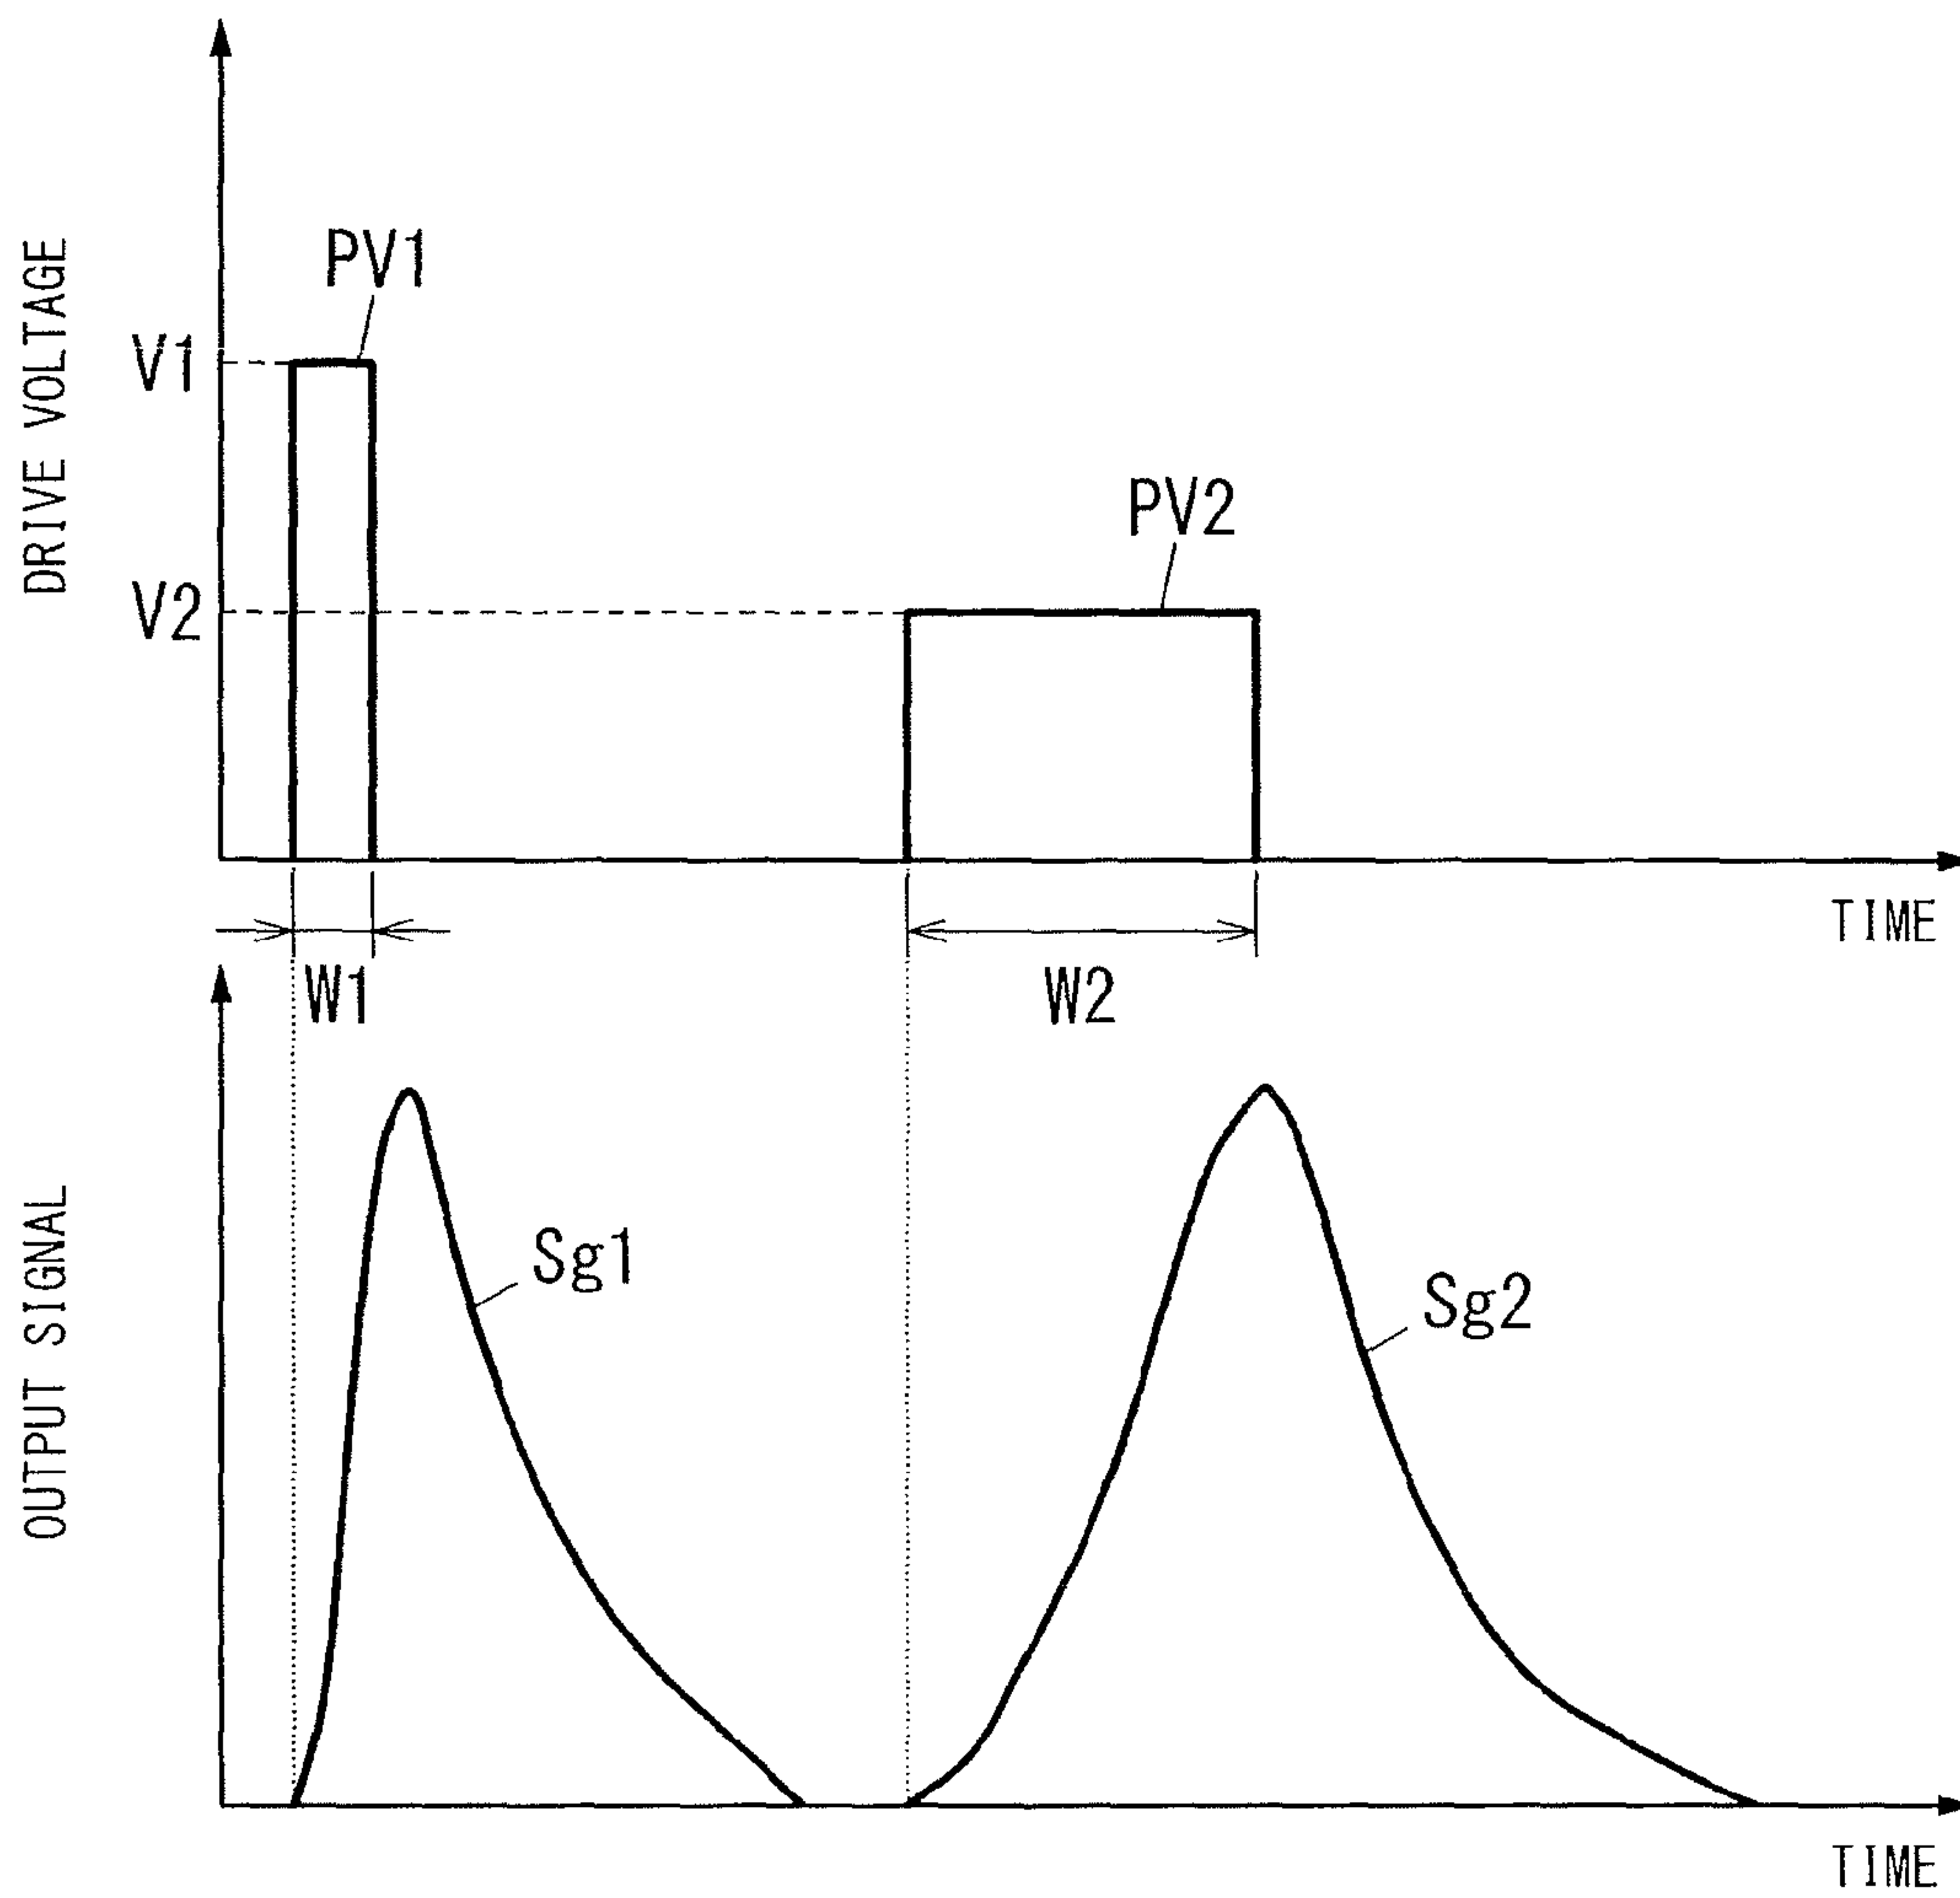 DRIVE VOLTAGE
PV1
V1
PV2
V2
TIME
W1
W2
OUTPUT SIGNAL
Sg1
Sg2
TIME